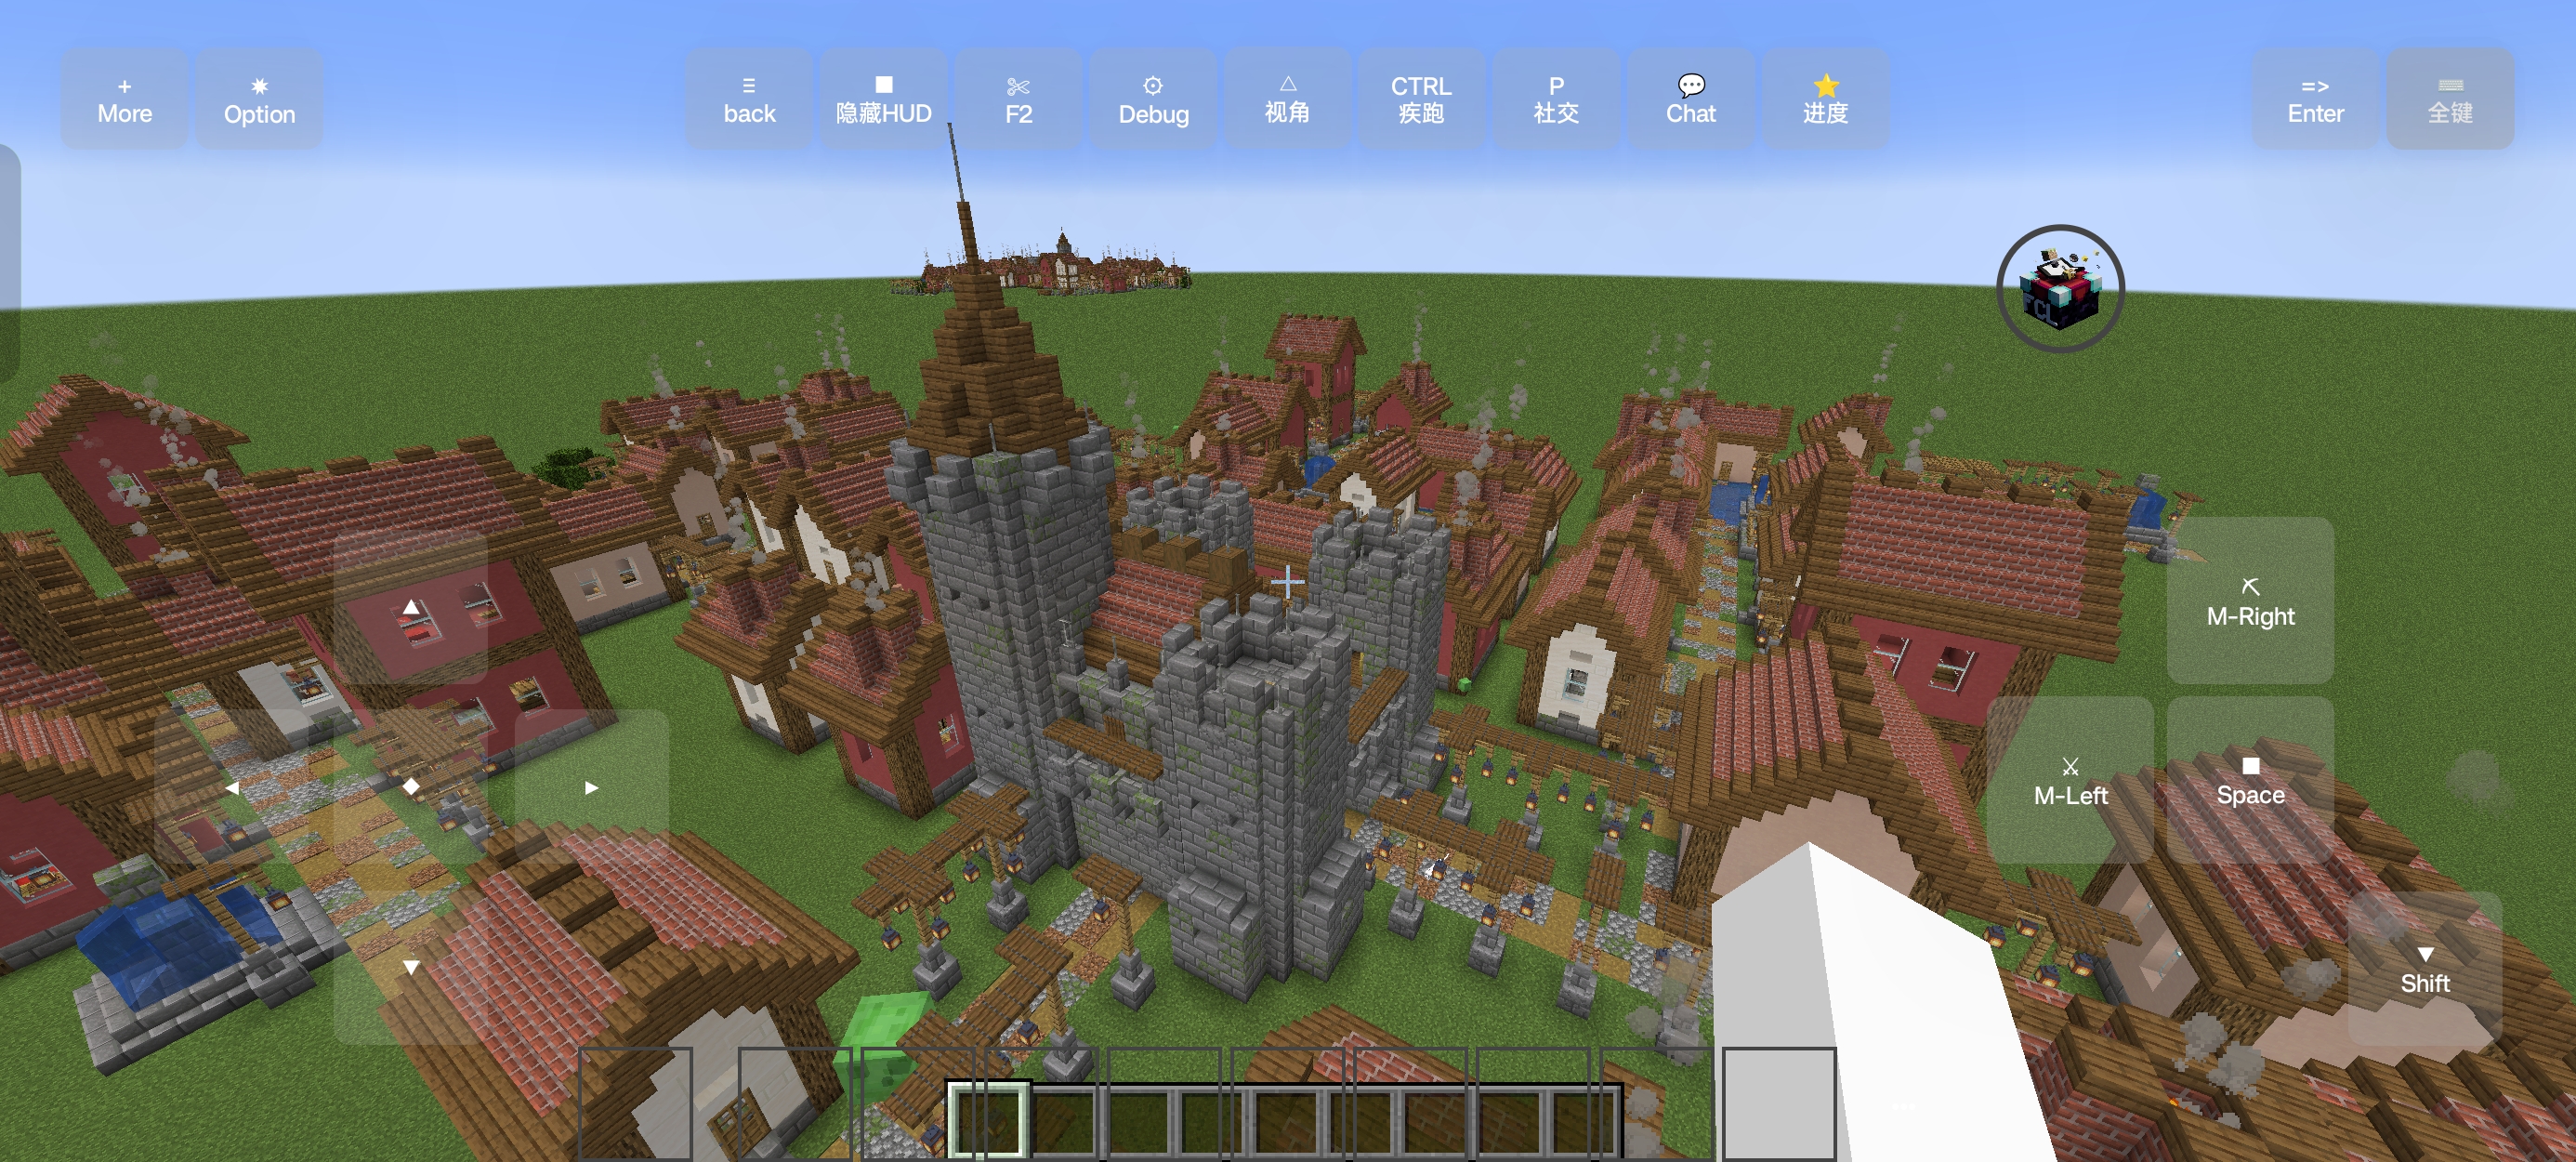 +
More
✷
Option
☰
back
■
隐藏HUD
✄
F2
⚙
Debug
△
视角
CTRL
疾跑
P
社交
💬
Chat
⭐
进度
=>
Enter
⌨
全键
FCL
▲
◀
◆
▶
▼
⛏
M-Right
⚔
M-Left
■
Space
▼
Shift